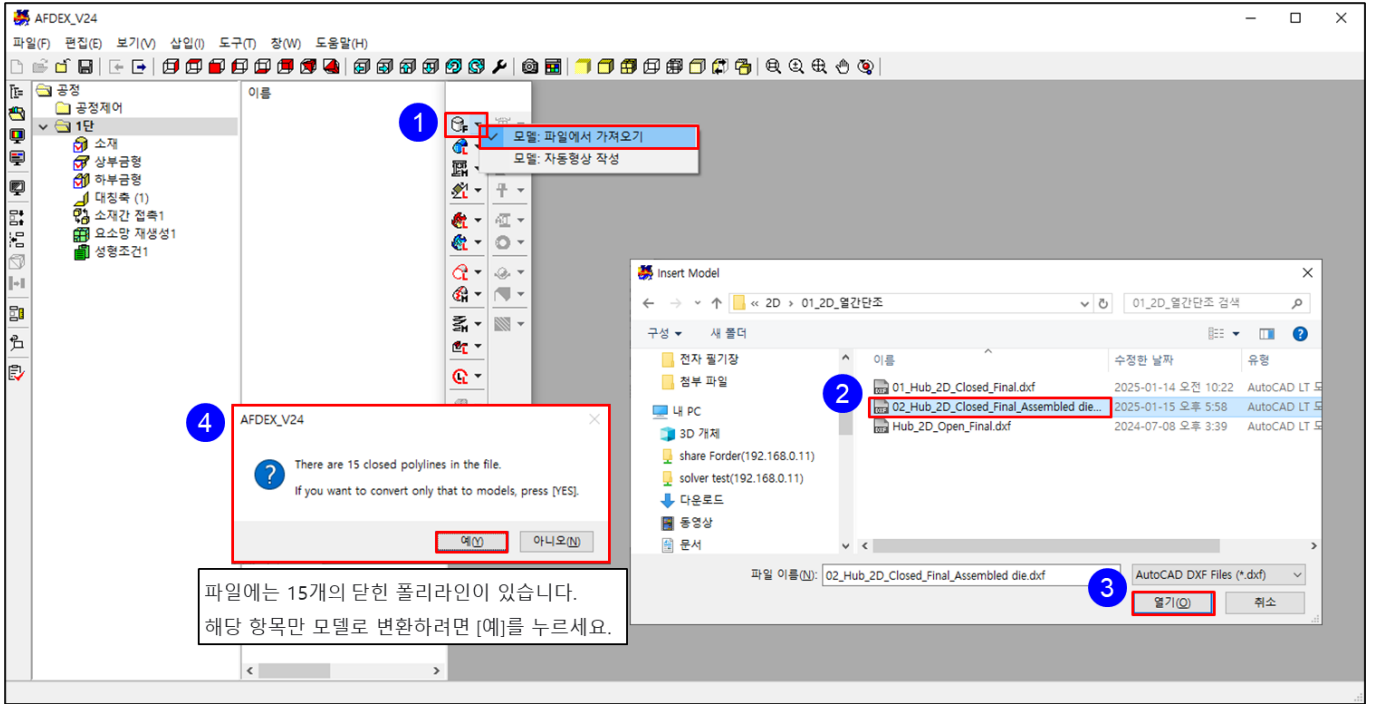 AFDEX_V24
파일(F) 편집(E) 보기(V) 삽입(I) 도구(T) 창(W) 도움말(H)
공정
공정제어
1단
소재
상부금형
하부금형
대칭축 (1)
소재간 접촉1
요소망 재생성1
성형조건1
이름
1
모델: 파일에서 가져오기
모델: 자동형상 작성
Insert Model
« 2D › 01_2D_열간단조
01_2D_열간단조 검색
구성 새 폴더
전자 필기장
첨부 파일
내 PC
3D 개체
share Forder(192.168.0.11)
solver test(192.168.0.11)
다운로드
동영상
문서
이름 수정한 날짜 유형
01_Hub_2D_Closed_Final.dxf 2025-01-14 오전 10:22 AutoCAD LT
2
02_Hub_2D_Closed_Final_Assembled die... 2025-01-15 오후 5:58 AutoCAD LT
Hub_2D_Open_Final.dxf 2024-07-08 오후 3:39 AutoCAD LT
파일 이름(N): 02_Hub_2D_Closed_Final_Assembled die.dxf AutoCAD DXF Files (*.dxf)
3
열기(O) 취소
4
AFDEX_V24
There are 15 closed polylines in the file.
If you want to convert only that to models, press [YES].
예(Y) 아니오(N)
파일에는 15개의 닫힌 폴리라인이 있습니다.
해당 항목만 모델로 변환하려면 [예]를 누르세요.